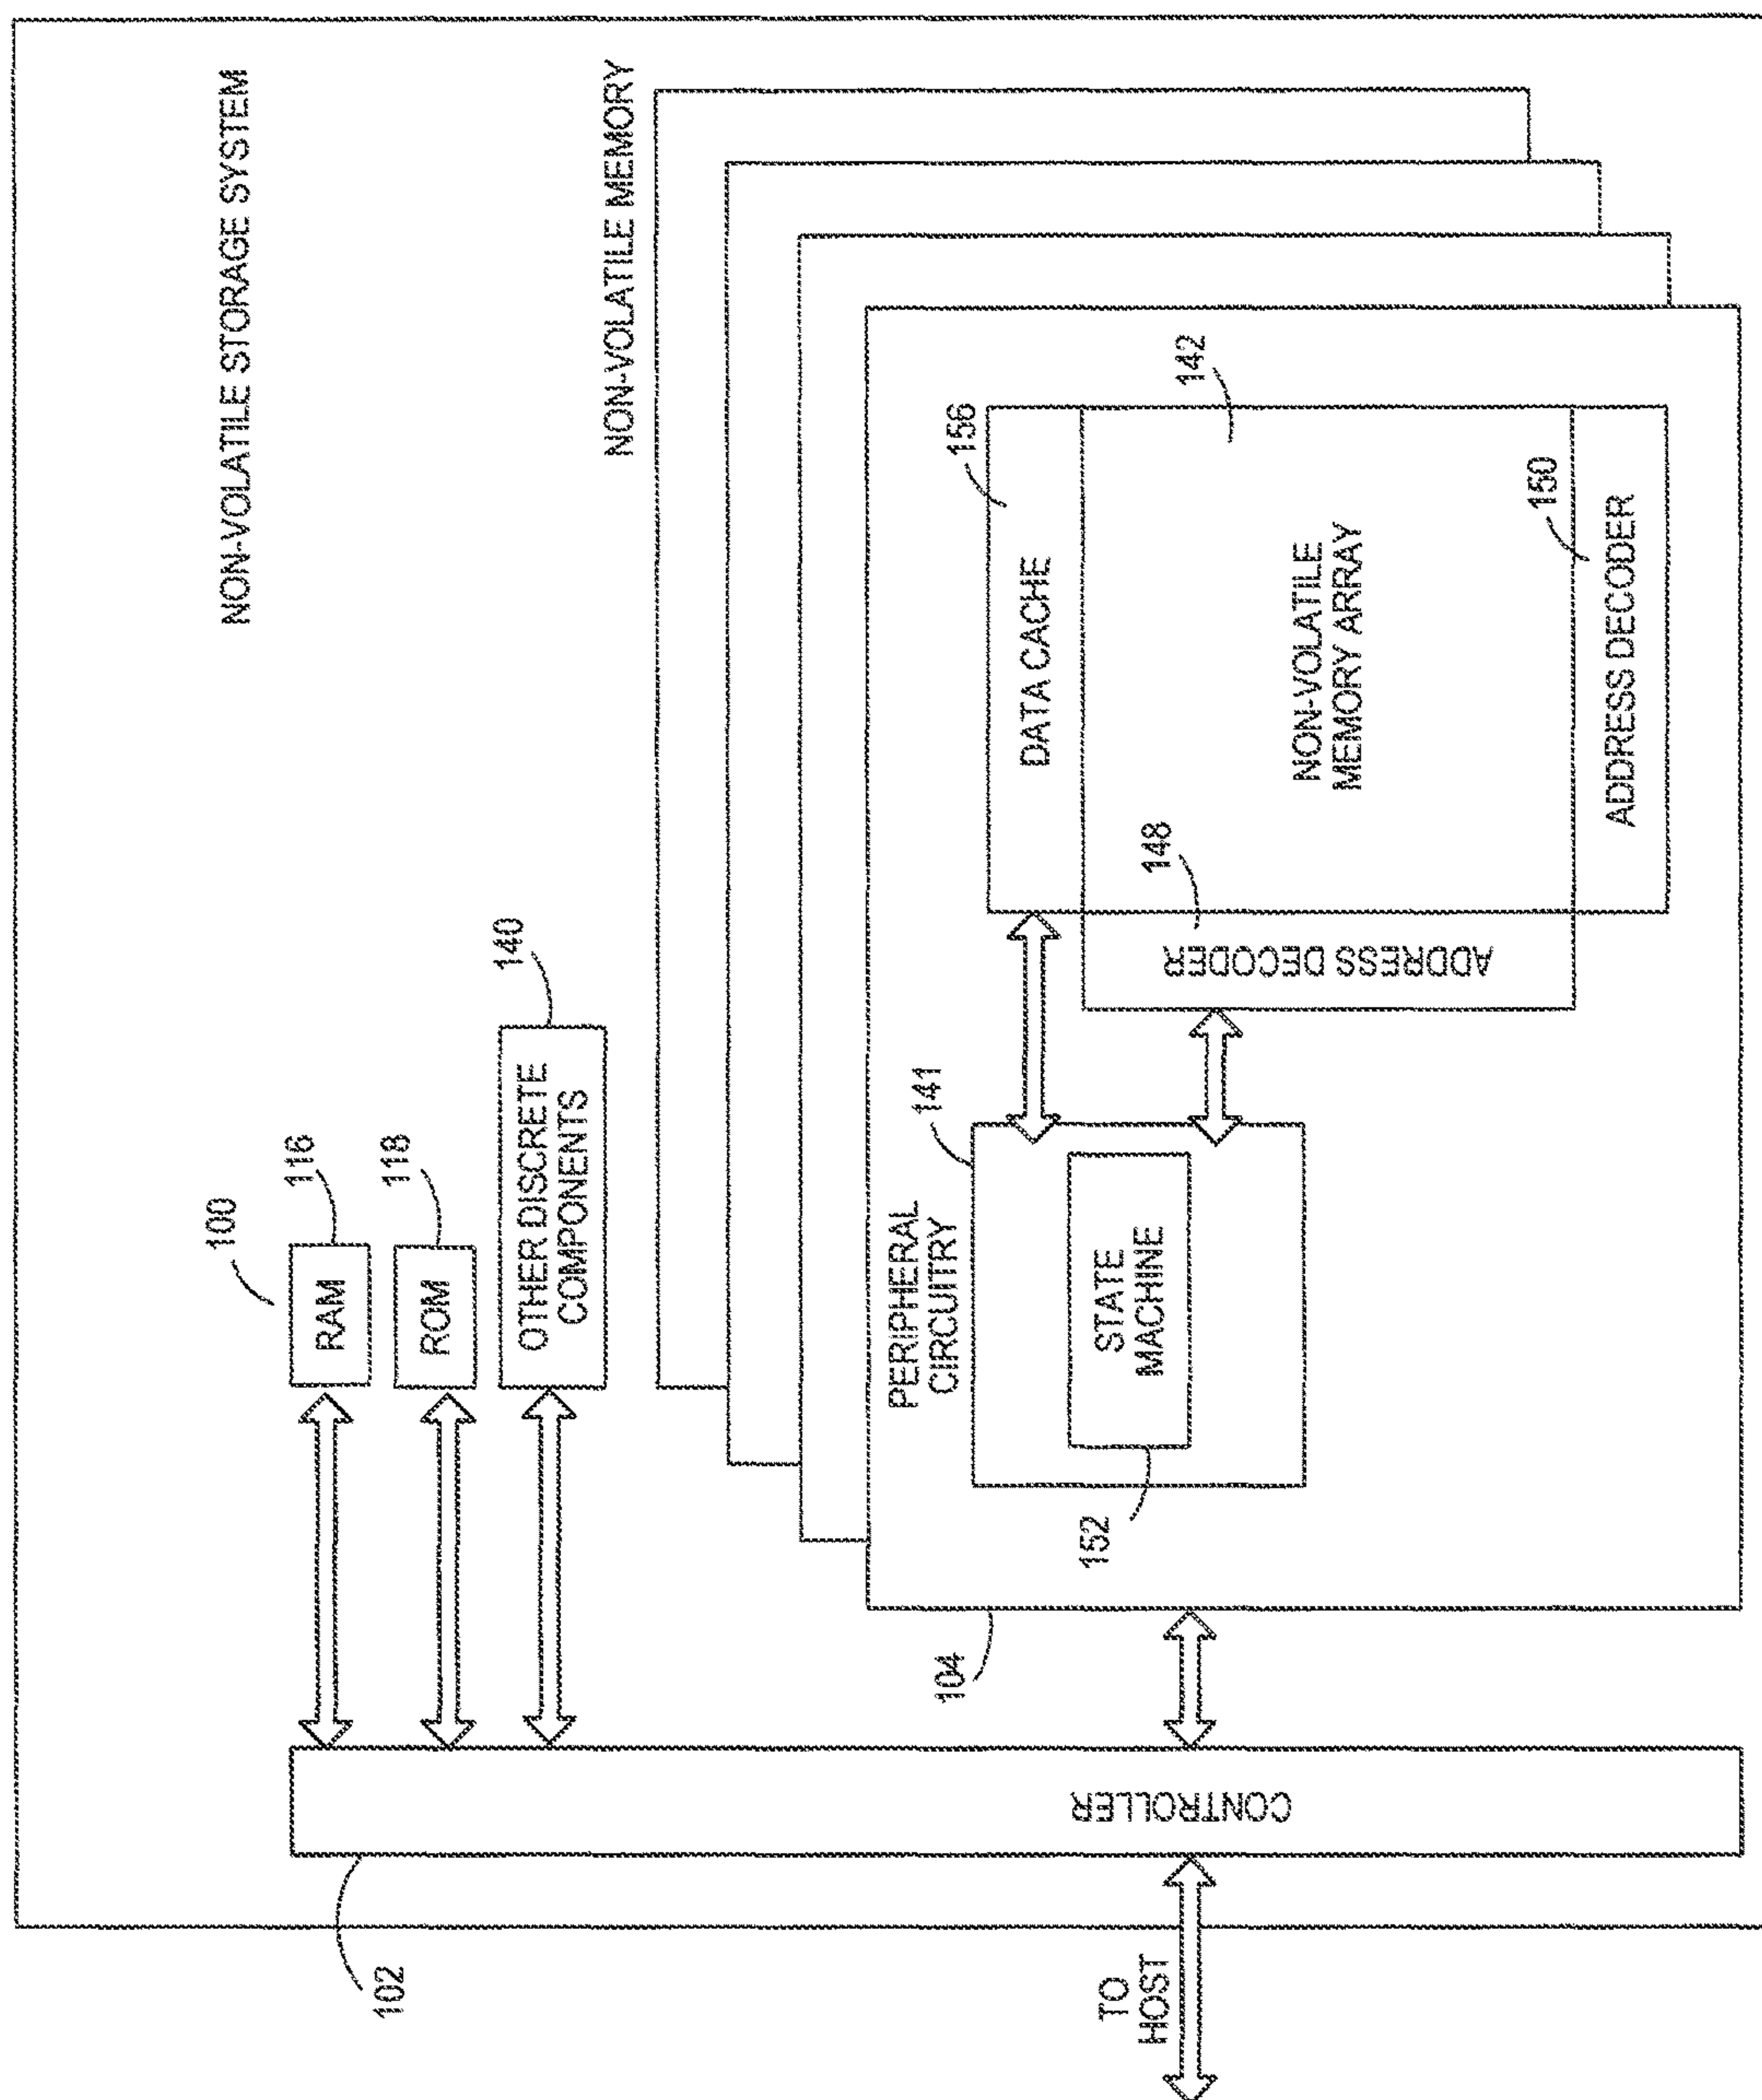 NON-VOLATILE STORAGE SYSTEM
100
RAM
116
ROM
118
OTHER DISCRETE
COMPONENTS
140
NON-VOLATILE MEMORY
102
CONTROLLER
TO
HOST
104
PERIPHERAL
CIRCUITRY
141
STATE
MACHINE
152
DATA CACHE
156
ADDRESS DECODER
148
NON-VOLATILE
MEMORY ARRAY
142
ADDRESS DECODER
150